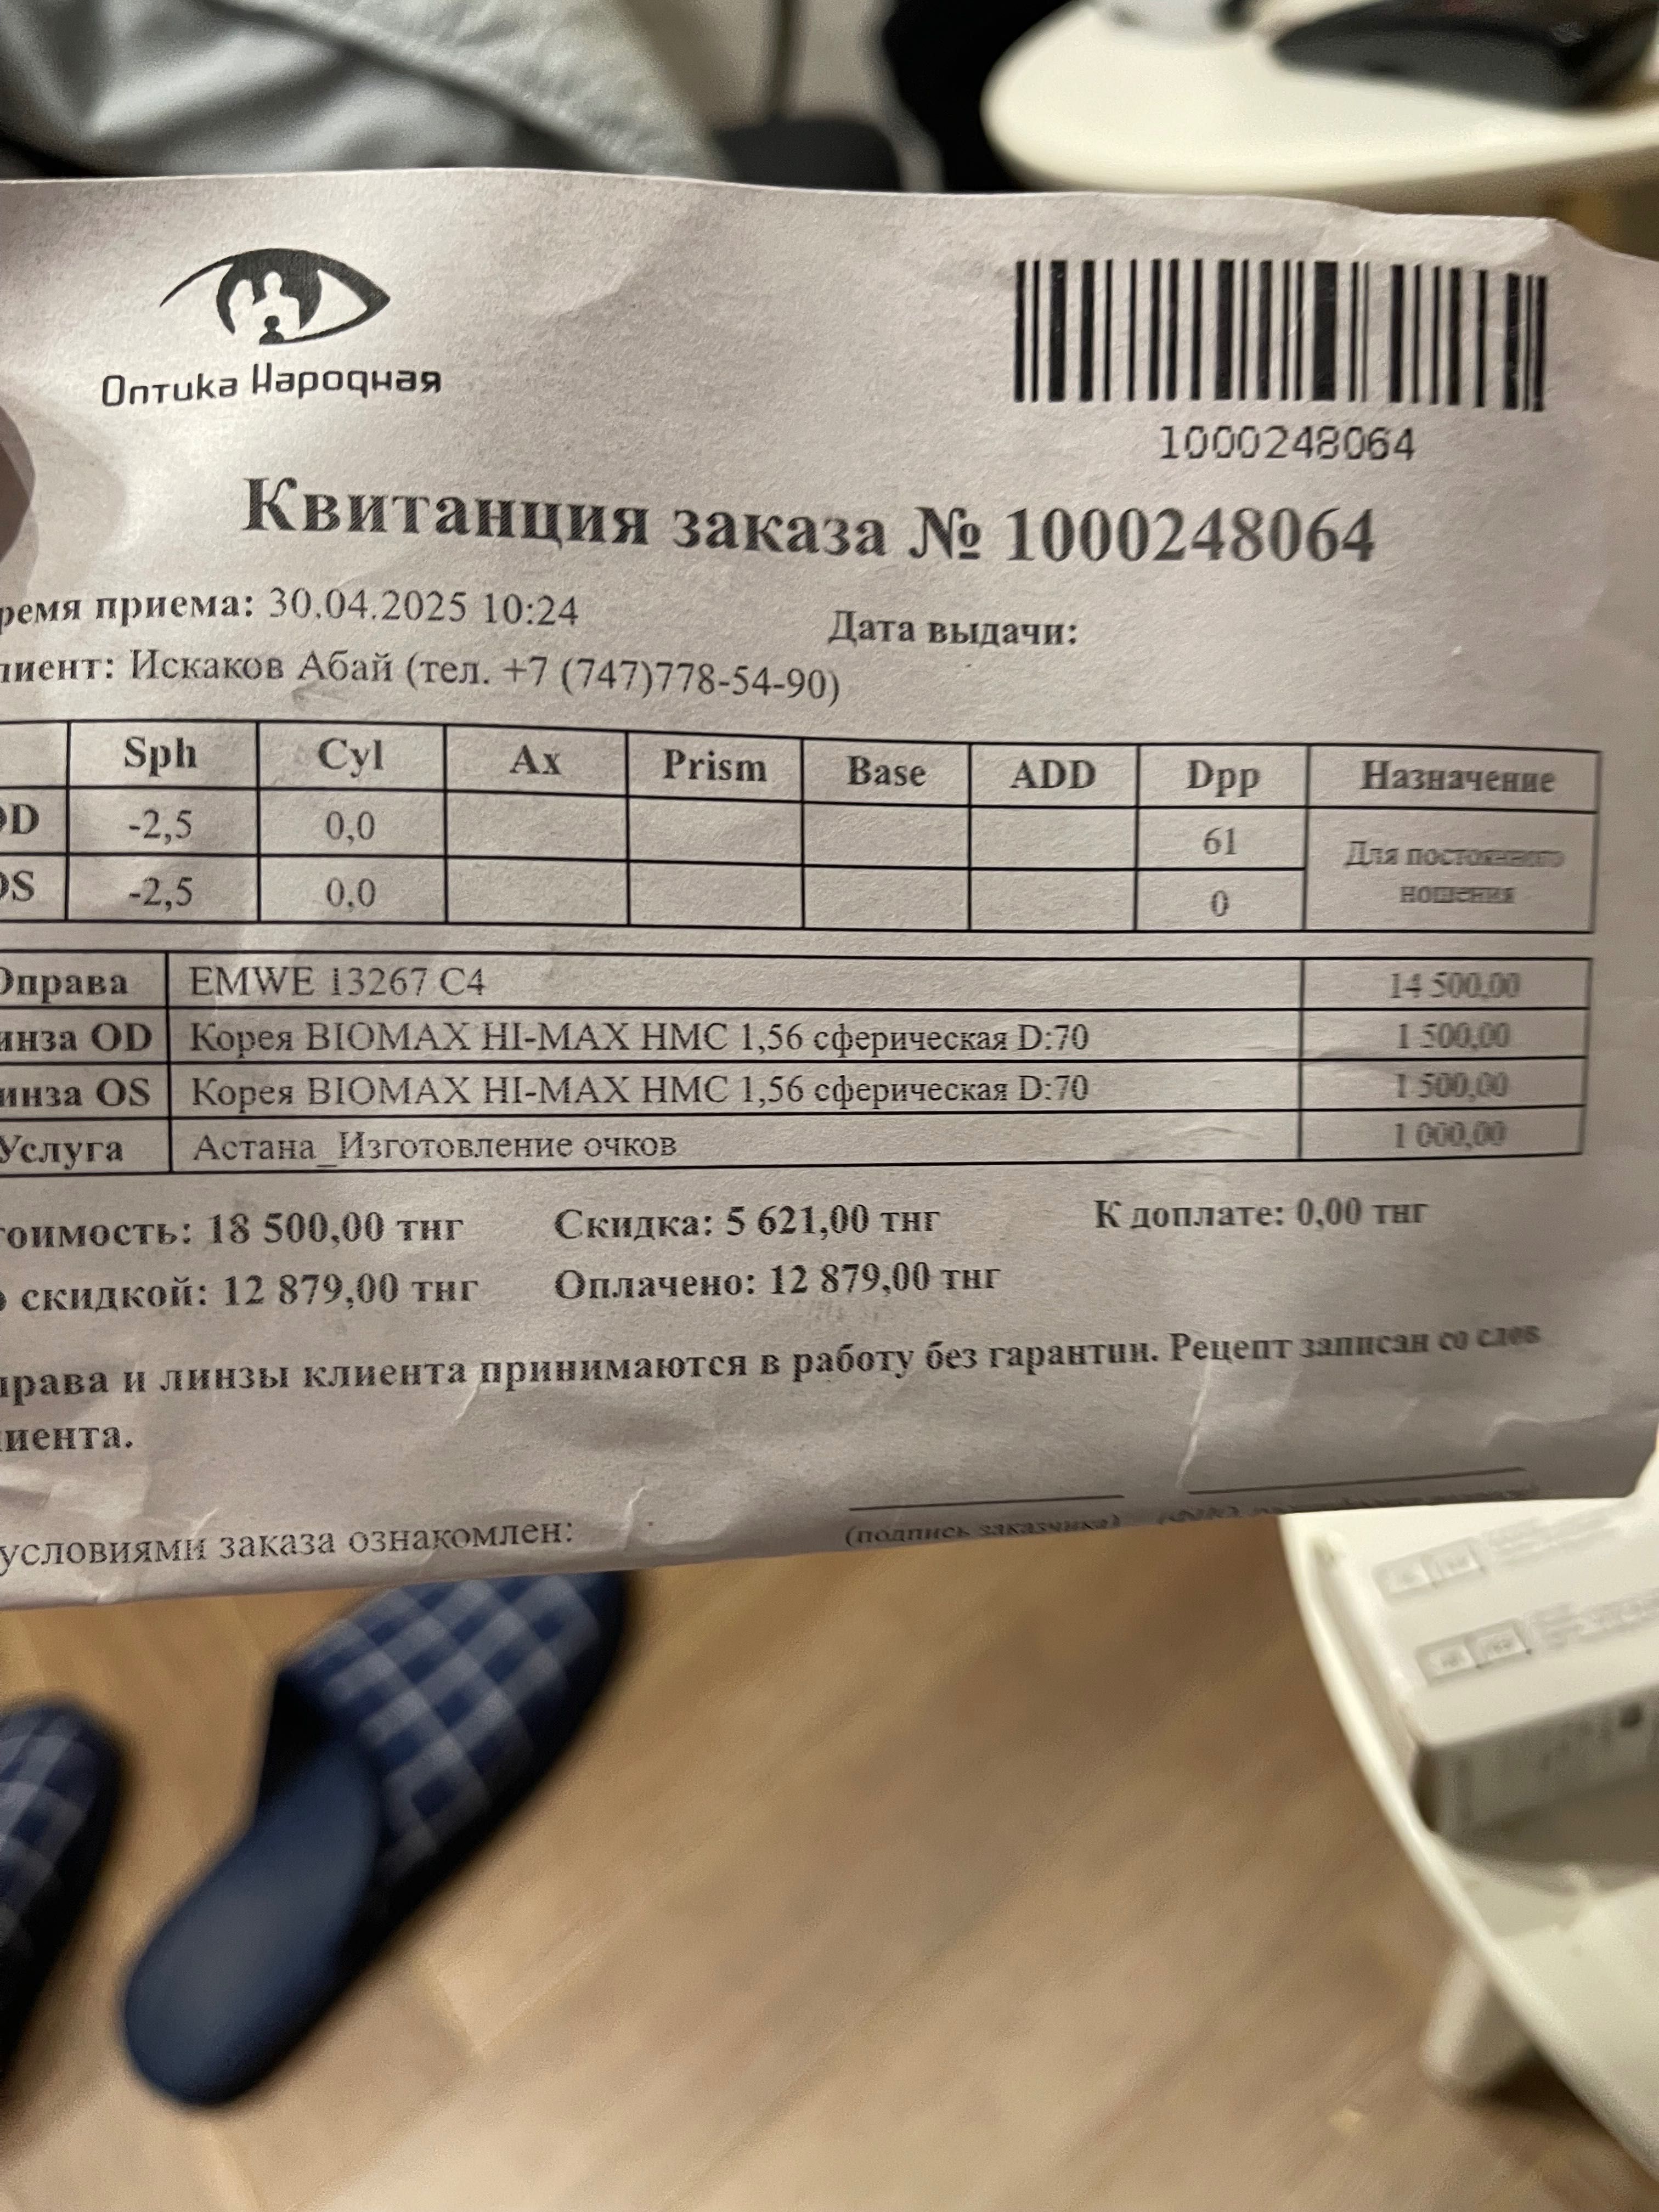 Оптика Народная
1000248064
Квитанция заказа № 1000248064
ремя приема: 30.04.2025 10:24 Дата выдачи:
лиент: Искаков Абай (тел. +7 (747)778-54-90)
Sph Cyl Ax Prism Base ADD Dpp Назначение
OD -2,5 0,0 61 Для постоянного
OS -2,5 0,0 0 ношения
Оправа EMWE 13267 C4 14 500,00
инза OD Корея BIOMAX HI-MAX HMC 1,56 сферическая D:70 1 500,00
инза OS Корея BIOMAX HI-MAX HMC 1,56 сферическая D:70 1 500,00
Услуга Астана_Изготовление очков 1 000,00
тоимость: 18 500,00 тнг Скидка: 5 621,00 тнг К доплате: 0,00 тнг
о скидкой: 12 879,00 тнг Оплачено: 12 879,00 тнг
права и линзы клиента принимаются в работу без гарантии. Рецепт записан со слов
лиента.
условиями заказа ознакомлен:
(подпись заказчика)